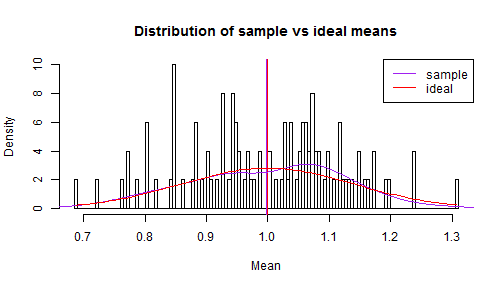 Distribution of sample vs ideal means
sample
ideal
10
8
6
4
2
0
Density
0.7 0.8 0.9 1.0 1.1 1.2 1.3
Mean